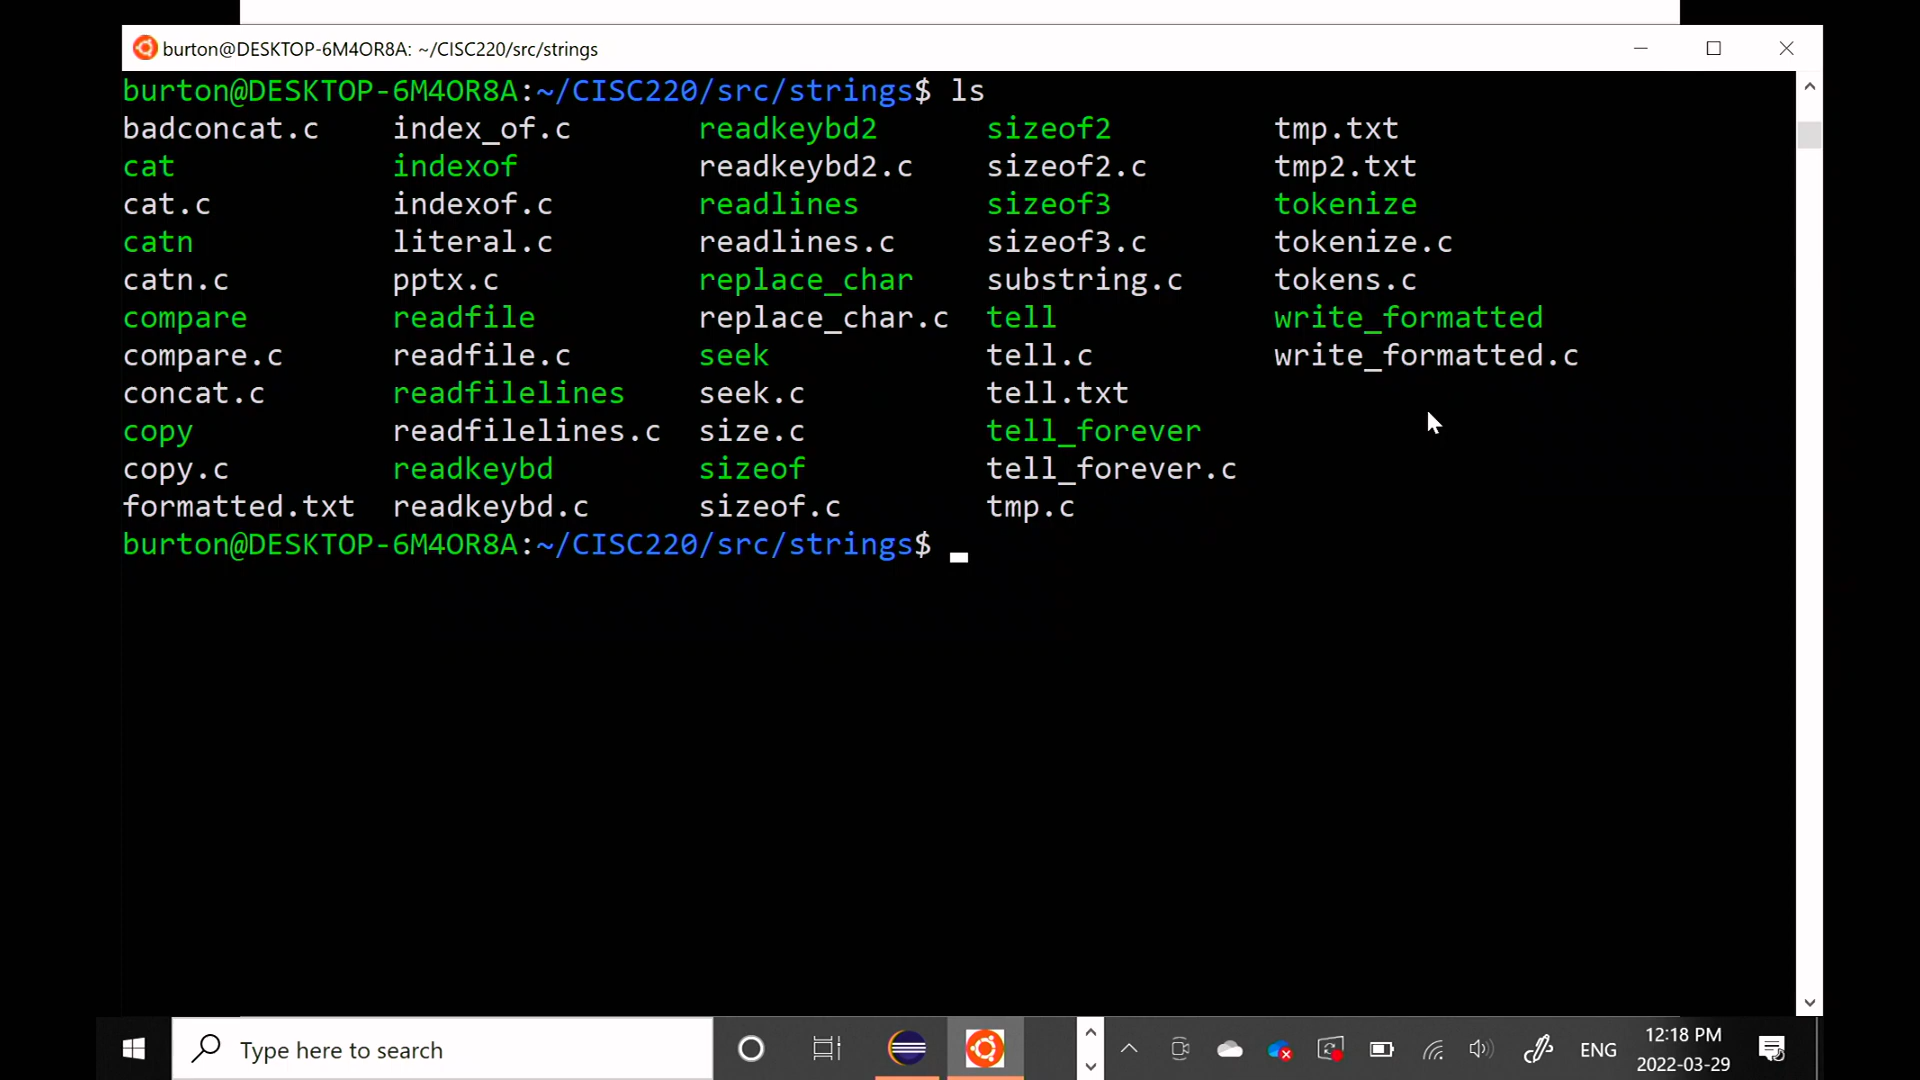 burton@DESKTOP-6M4OR8A: ~/CISC220/src/strings
burton@DESKTOP-6M4OR8A:~/CISC220/src/strings$ ls
badconcat.c index_of.c readkeybd2 sizeof2 tmp.txt
cat indexof readkeybd2.c sizeof2.c tmp2.txt
cat.c indexof.c readlines sizeof3 tokenize
catn literal.c readlines.c sizeof3.c tokenize.c
catn.c pptx.c replace_char substring.c tokens.c
compare readfile replace_char.c tell write_formatted
compare.c readfile.c seek tell.c write_formatted.c
concat.c readfilelines seek.c tell.txt
copy readfilelines.c size.c tell_forever
copy.c readkeybd sizeof tell_forever.c
formatted.txt readkeybd.c sizeof.c tmp.c
burton@DESKTOP-6M4OR8A:~/CISC220/src/strings$
Type here to search
ENG
12:18 PM
2022-03-29